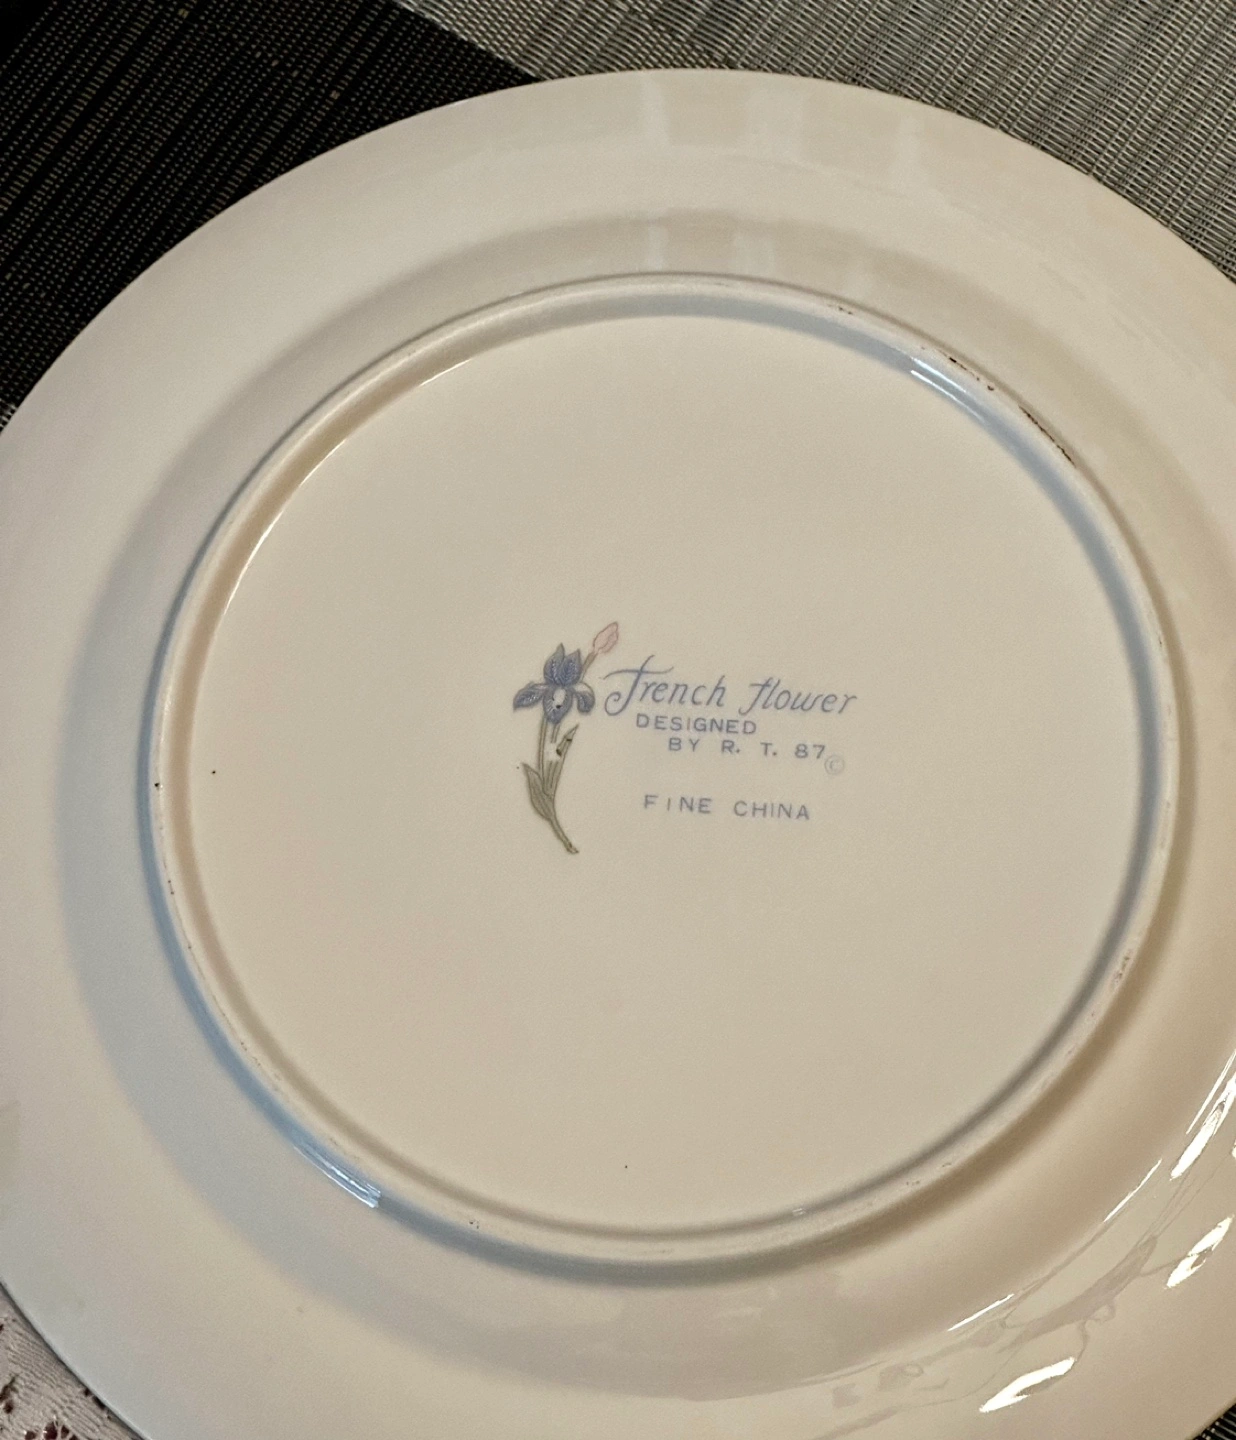 French flower
DESIGNED
BY R. T. 87©
FINE CHINA